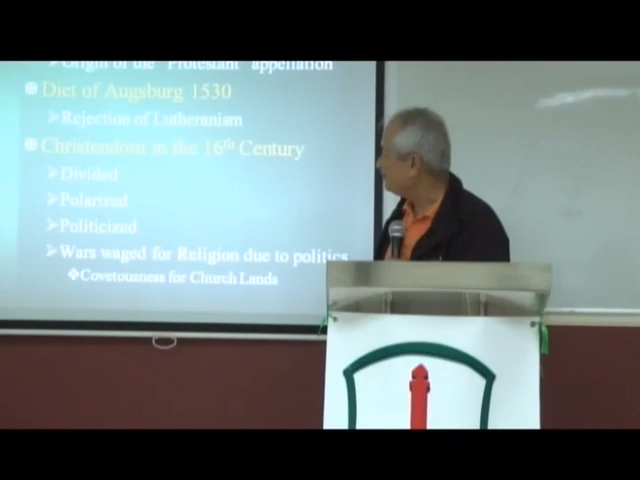 Origin of the "Protestant" appellation
Diet of Augsburg 1530
Rejection of Lutheranism
Christendom in the 16th Century
Divided
Polarized
Politicized
Wars waged for Religion due to politics
Covetousness for Church Lands